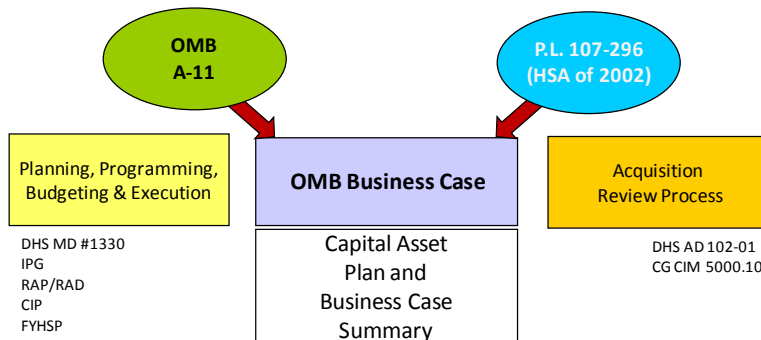 OMB
A-11
P.L. 107-296
(HSA of 2002)
Planning, Programming,
Budgeting & Execution
OMB Business Case
Acquisition
Review Process
DHS MD #1330
IPG
RAP/RAD
CIP
FYHSP
Capital Asset
Plan and
Business Case
Summary
DHS AD 102-01
CG CIM 5000.10